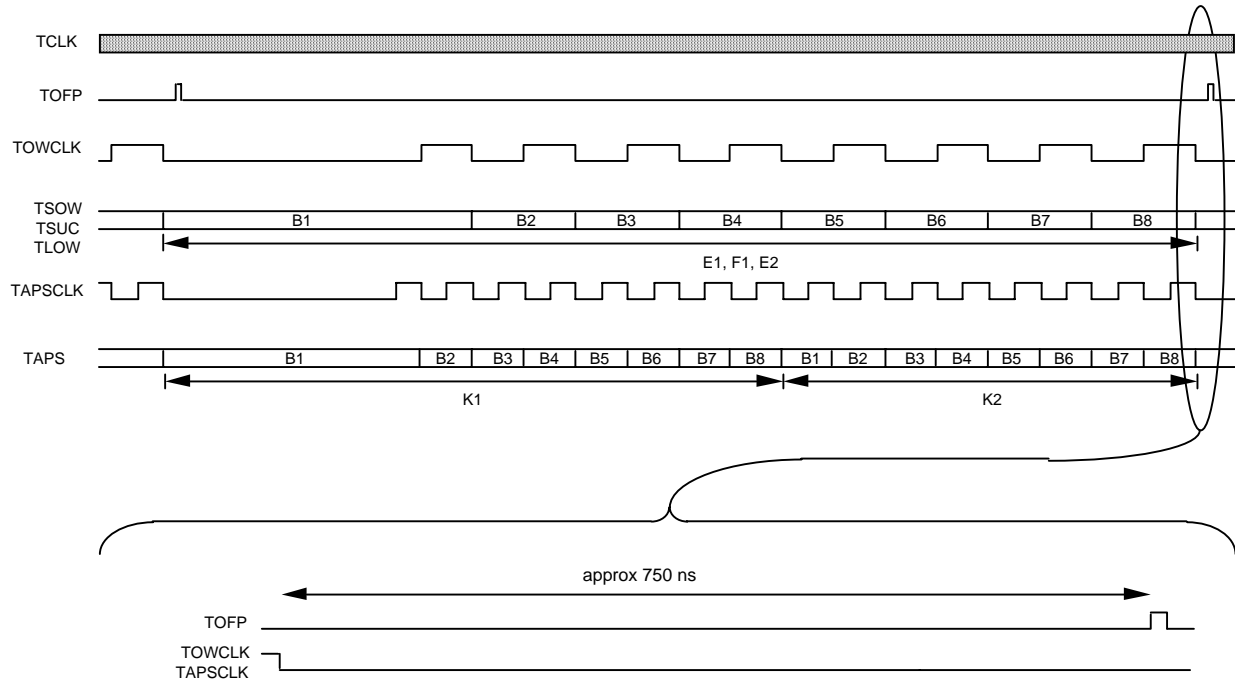 TCLK
TOFP
TOWCLK
TSOW
TSUC
TLOW
B1 B2 B3 B4 B5 B6 B7 B8
E1, F1, E2
TAPSCLK
TAPS
B1 B2 B3 B4 B5 B6 B7 B8 B1 B2 B3 B4 B5 B6 B7 B8
K1 K2
approx 750 ns
TOFP
TOWCLK
TAPSCLK